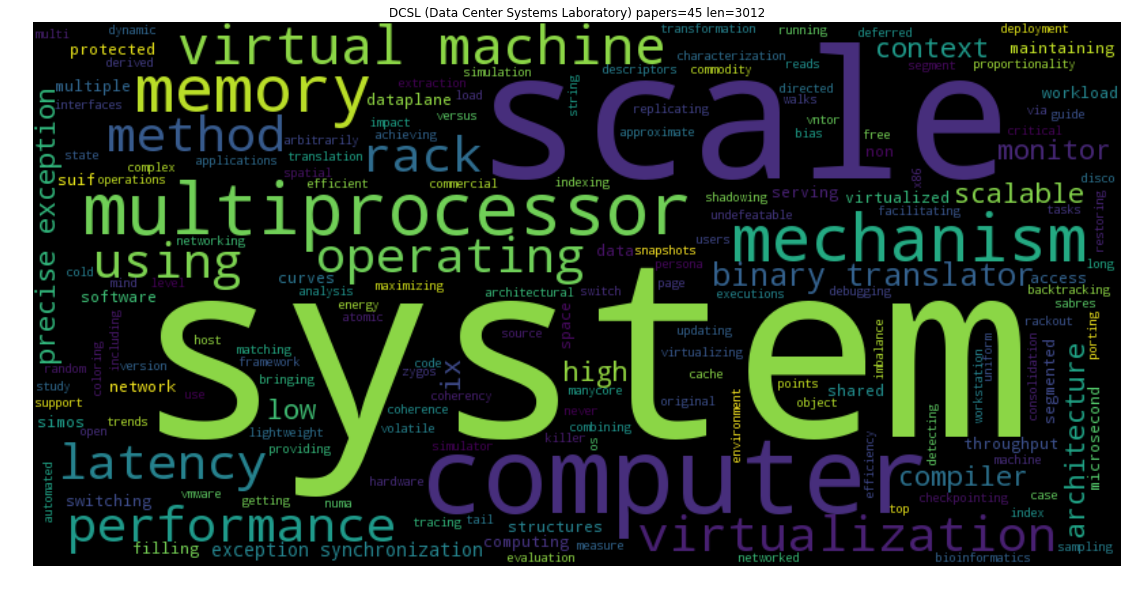 DCSL (Data Center Systems Laboratory) papers=45 len=3012
multi dynamic transformation running deferred deployment
protected virtual machine characterization context maintaining
derived simulation descriptors commodity reads segment proportionality
multiple memory dataplane extraction load string scale directed workload
interfaces replicating walks via guide
method impact versus approximate vntor free critical
state arbitrarily achieving bias non monitor
complex applications translation rack disco
suif operations spatial efficient commercial indexing x86
precise exception multiprocessor shadowing serving virtualized scalable
undefeatable facilitating tasks restoring
networking operating data snapshots users mechanism
using cold mind level curves maximizing persona page binary translator access long
software analysis architectural switch space executions debugging backtracking
including energy atomic source updating sabres
host system rackout
random coloring version matching framework code zygos coherency virtualizing imbalance workstation uniform consolidation segmented porting
study bringing ix high cache points
support network use low manycore original object shared architecture microsecond
simos trends coherence never combining environment
open lightweight volatile killer os detecting throughput
providing simulator efficiency machine
latency computer compiler case
automated switching vmware getting numa hardware checkpointing
performance tracing tail structures top index
filling exception synchronization computing measure virtualization sampling
evaluation networked bioinformatics